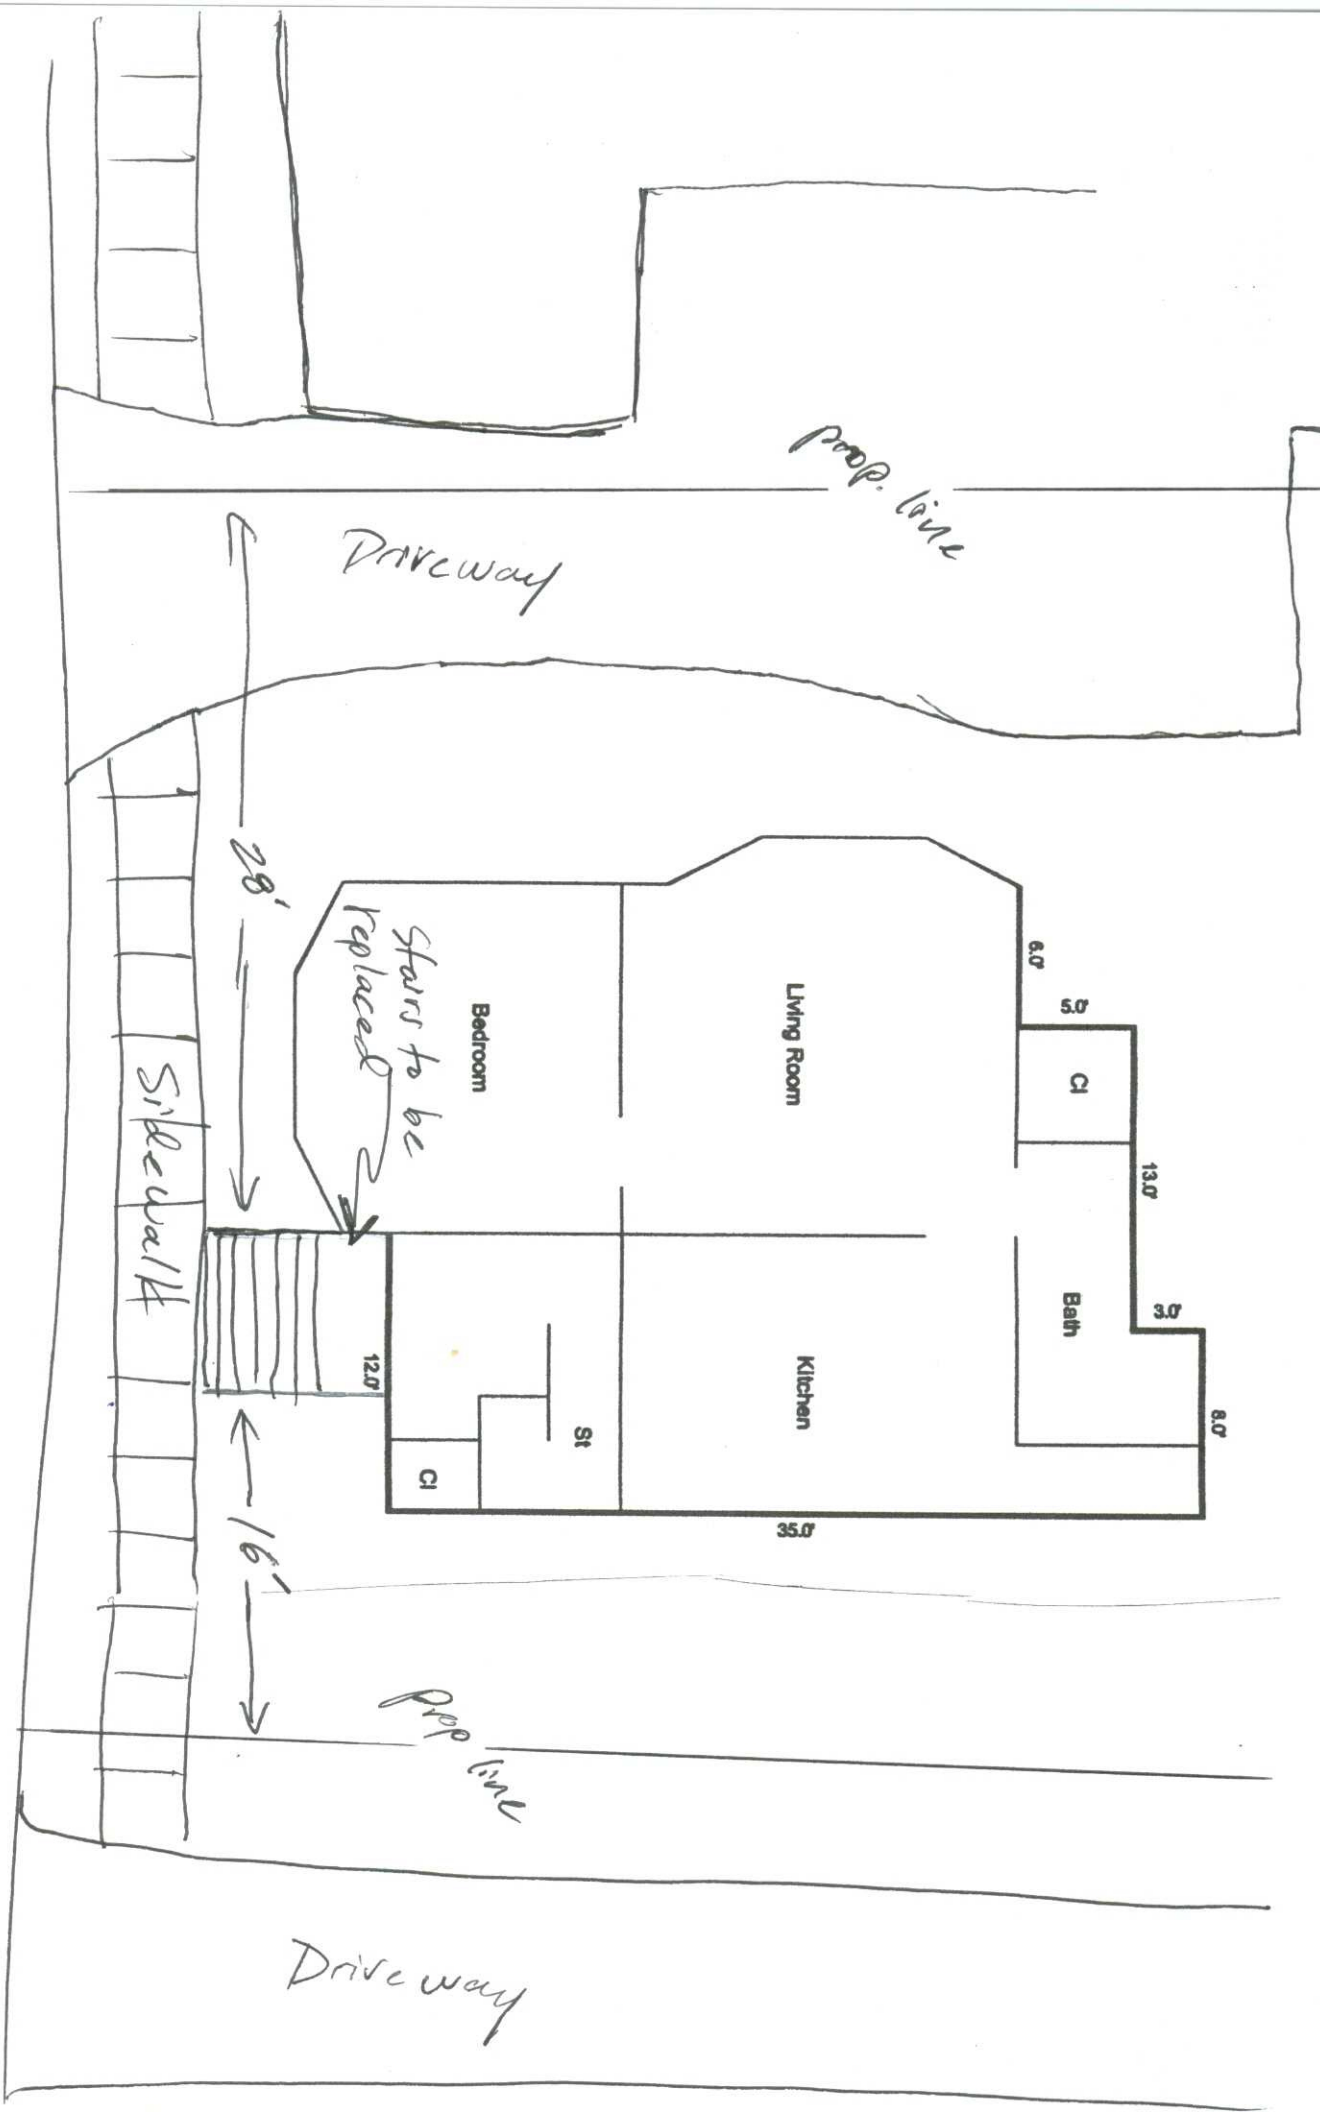 prop. line
Driveway
28'
Stairs to be
replaced
Bedroom
Living Room
6.0'
5.0'
Cl
13.0'
Bath
3.0'
8.0'
Kitchen
12.0'
St
Cl
35.0'
Sidewalk
16'
Prop line
Driveway